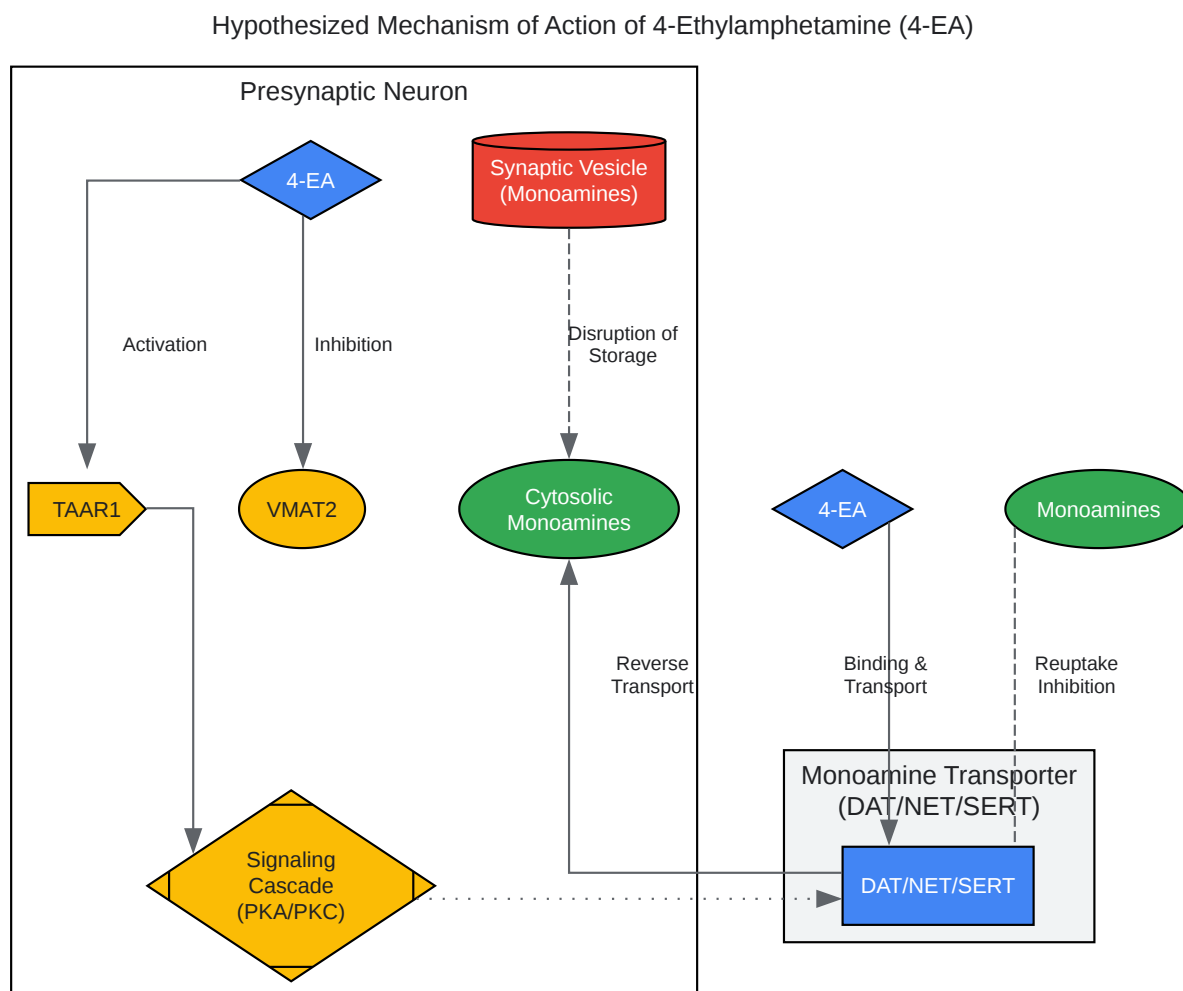 Hypothesized Mechanism of Action of 4-Ethylamphetamine (4-EA)
Presynaptic Neuron
4-EA
Synaptic Vesicle
(Monoamines)
Activation
Inhibition
Disruption of
Storage
TAAR1
VMAT2
Cytosolic
Monoamines
4-EA
Monoamines
Reverse
Transport
Binding &
Transport
Reuptake
Inhibition
Monoamine Transporter
(DAT/NET/SERT)
Signaling
Cascade
(PKA/PKC)
DAT/NET/SERT